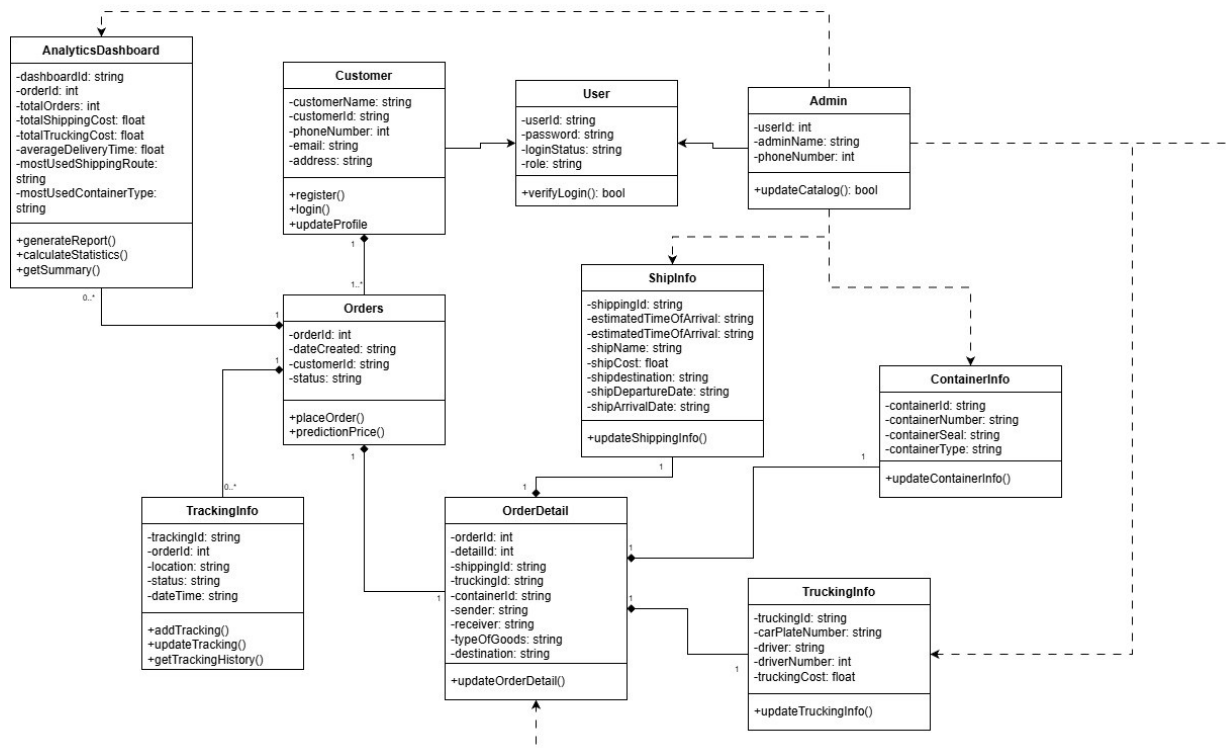 AnalyticsDashboard
-dashboardId: string
-orderId: int
-totalOrders: int
-totalShippingCost: float
-totalTruckingCost: float
-averageDeliveryTime: float
-mostUsedShippingRoute:
string
-mostUsedContainerType:
string
+generateReport()
+calculateStatistics()
+getSummary()
0..*
1
Customer
-customerName: string
-customerId: string
-phoneNumber: int
-email: string
-address: string
+register()
+login()
+updateProfile
1
1..*
User
-userId: string
-password: string
-loginStatus: string
-role: string
+verifyLogin(): bool
Admin
-userId: int
-adminName: string
-phoneNumber: int
+updateCatalog(): bool
Orders
-orderId: int
-dateCreated: string
-customerId: string
-status: string
+placeOrder()
+predictionPrice()
1
1
0..*
ShipInfo
-shippingId: string
-estimatedTimeOfArrival: string
-estimatedTimeOfArrival: string
-shipName: string
-shipCost: float
-shipdestination: string
-shipDepartureDate: string
-shipArrivalDate: string
+updateShippingInfo()
1
1
ContainerInfo
-containerId: string
-containerNumber: string
-containerSeal: string
-containerType: string
+updateContainerInfo()
1
1
TrackingInfo
-trackingId: string
-orderId: int
-location: string
-status: string
-dateTime: string
+addTracking()
+updateTracking()
+getTrackingHistory()
OrderDetail
-orderId: int
-detailId: int
-shippingId: string
-truckingId: string
-containerId: string
-sender: string
-receiver: string
-typeOfGoods: string
-destination: string
+updateOrderDetail()
1
1
1
TruckingInfo
-truckingId: string
-carPlateNumber: string
-driver: string
-driverNumber: int
-truckingCost: float
+updateTruckingInfo()